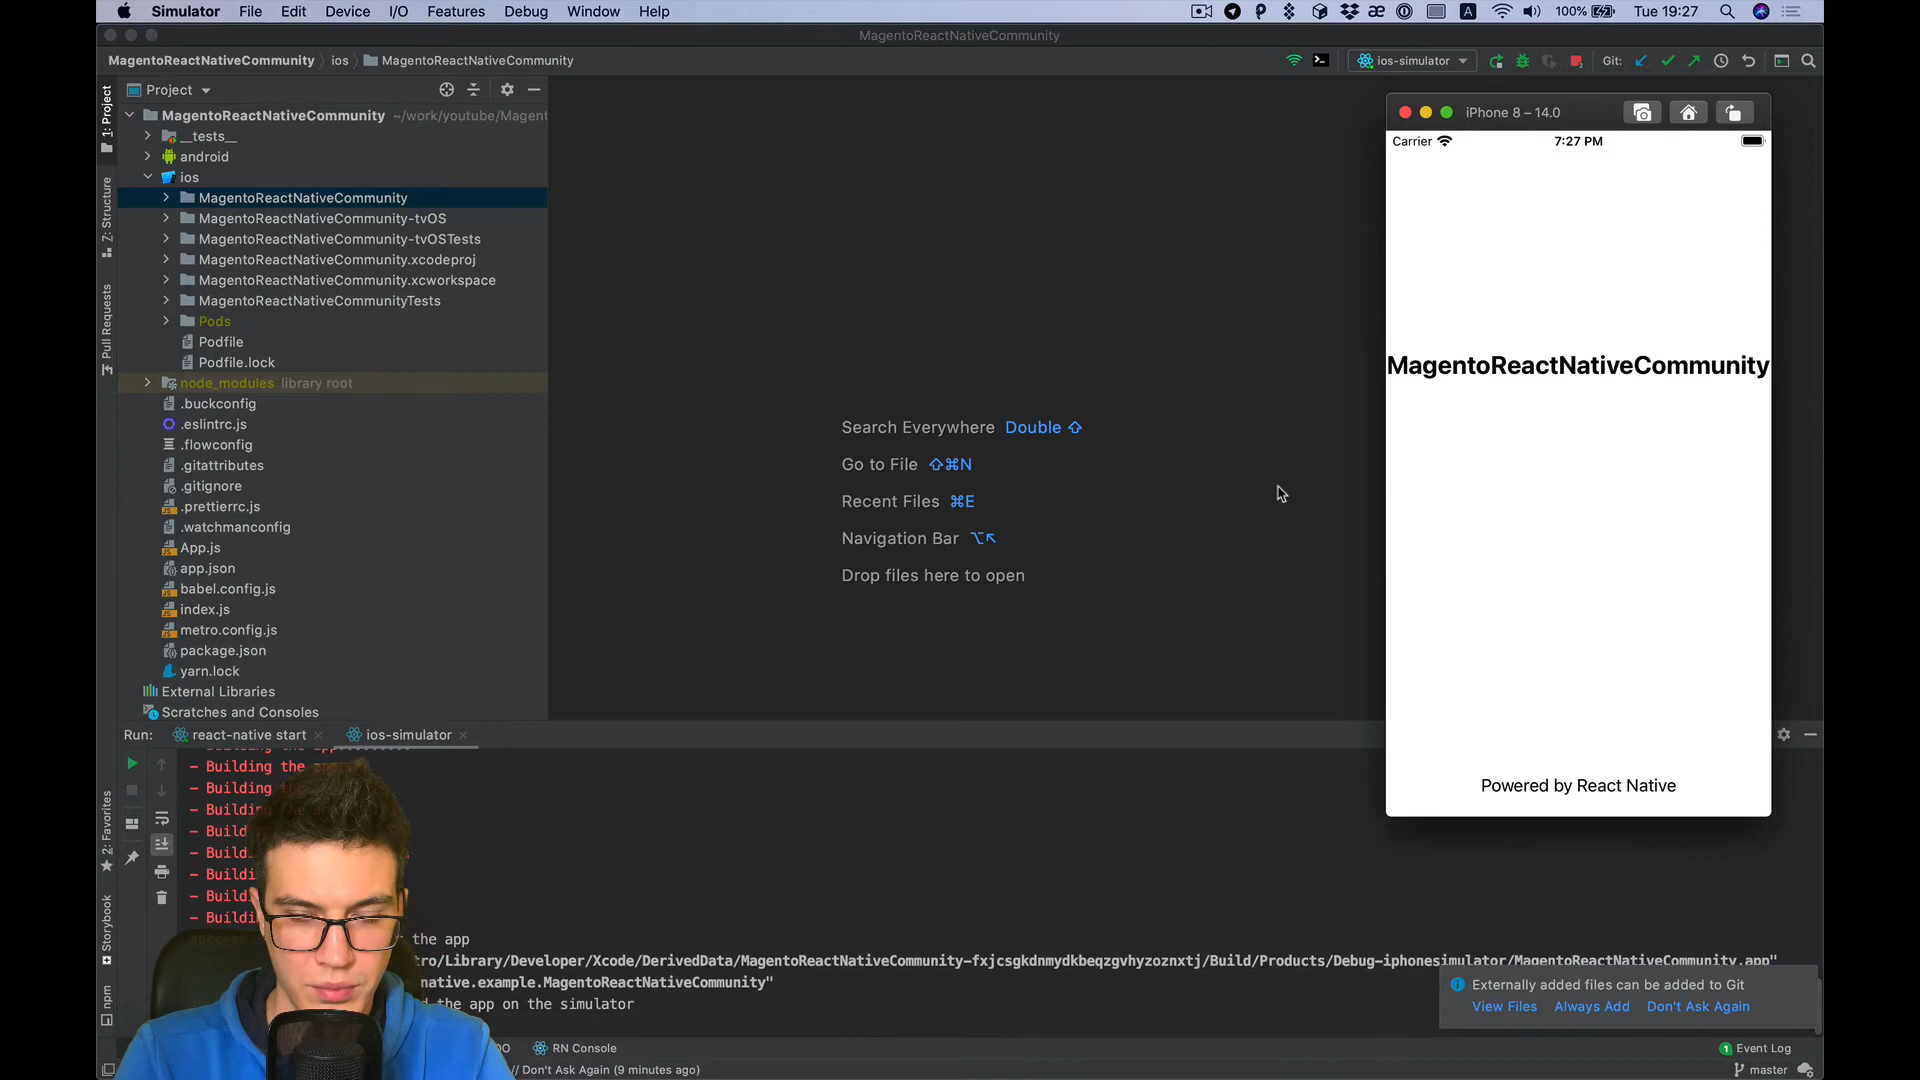 Simulator File Edit Device I/O Features Debug Window Help
100% Tue 19:27
MagentoReactNativeCommunity
MagentoReactNativeCommunity ios MagentoReactNativeCommunity
ios-simulator Git:
Project
MagentoReactNativeCommunity ~/work/youtube/Magent
__tests__
android
ios
MagentoReactNativeCommunity
MagentoReactNativeCommunity-tvOS
MagentoReactNativeCommunity-tvOSTests
MagentoReactNativeCommunity.xcodeproj
MagentoReactNativeCommunity.xcworkspace
MagentoReactNativeCommunityTests
Pods
Podfile
Podfile.lock
node_modules library root
.buckconfig
.eslintrc.js
.flowconfig
.gitattributes
.gitignore
.prettierrc.js
.watchmanconfig
App.js
app.json
babel.config.js
index.js
metro.config.js
package.json
yarn.lock
External Libraries
Scratches and Consoles
1: Project
7: Structure
Pull Requests
2: Favorites
Storybook
npm
Search Everywhere Double ⇧
Go to File ⇧⌘N
Recent Files ⌘E
Navigation Bar ⌥↖
Drop files here to open
iPhone 8 – 14.0
Carrier 7:27 PM
MagentoReactNativeCommunity
Powered by React Native
Run: react-native start ios-simulator
- Building the app
- Building
- Building
- Build
- Build
- Build
- Build
- Build
the app
tro/Library/Developer/Xcode/DerivedData/MagentoReactNativeCommunity-fxjcsgkdnmydkbeqzgvhyzoznxtj/Build/Products/Debug-iphonesimulator/MagentoReactNativeCommunity.app"
native.example.MagentoReactNativeCommunity"
the app on the simulator
Externally added files can be added to Git
View Files Always Add Don't Ask Again
RN Console
1 Event Log
// Don't Ask Again (9 minutes ago)
master